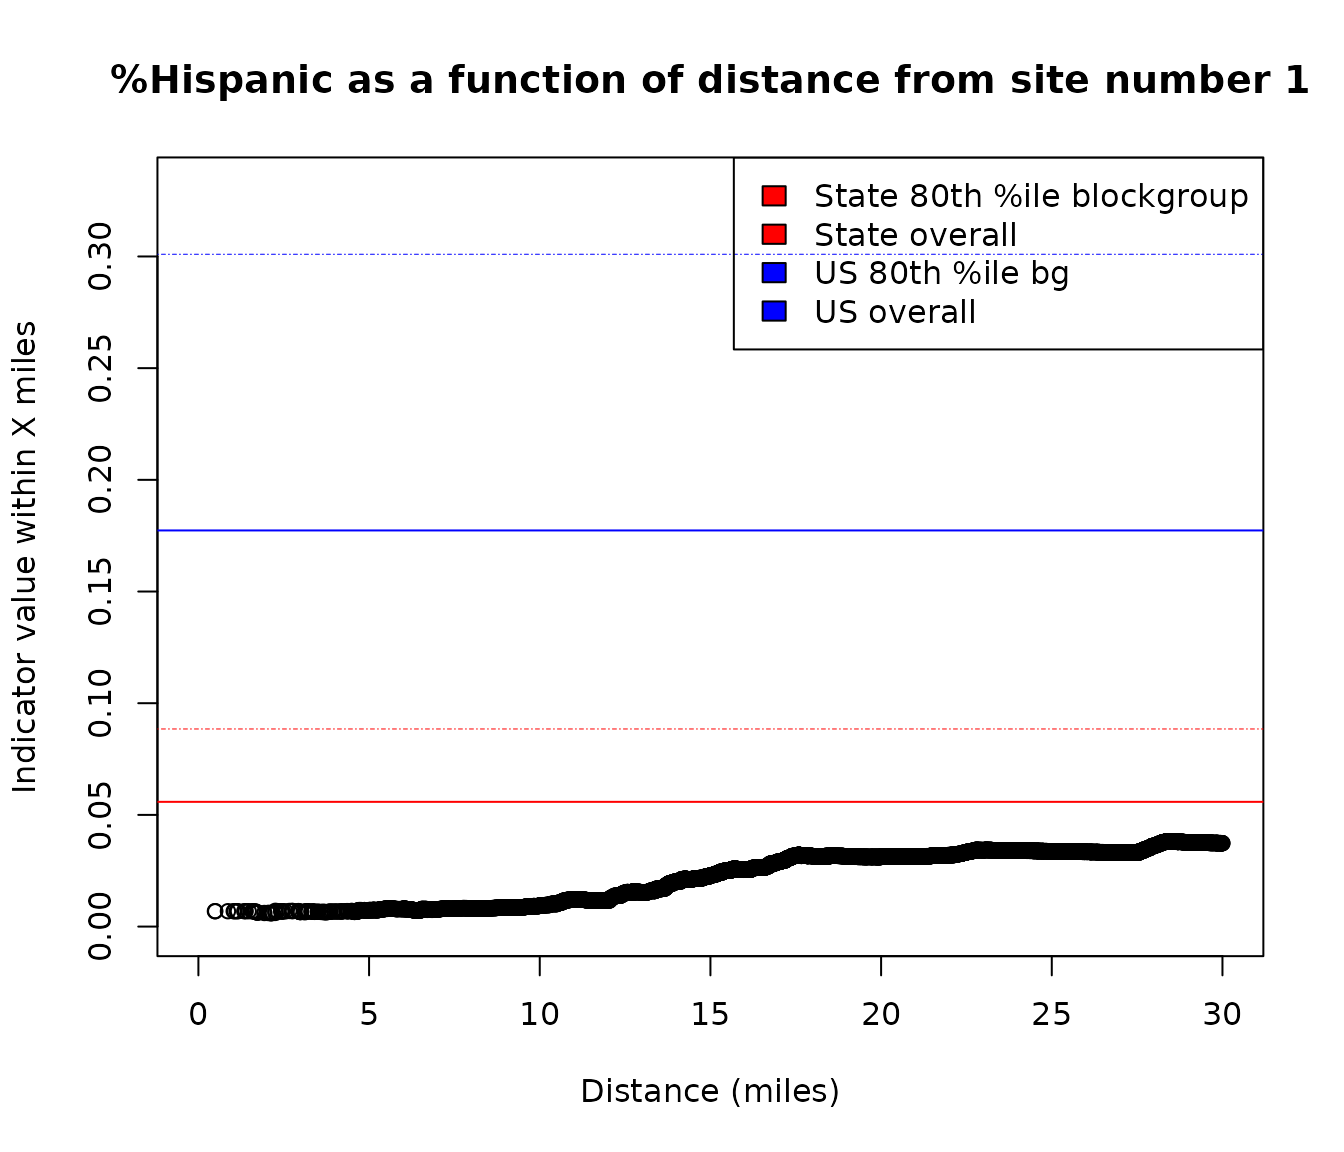 %Hispanic as a function of distance from site number 1
State 80th %ile blockgroup
State overall
US 80th %ile bg
US overall
Indicator value within X miles
0.30
0.25
0.20
0.15
0.10
0.05
0.00
0 5 10 15 20 25 30
Distance (miles)